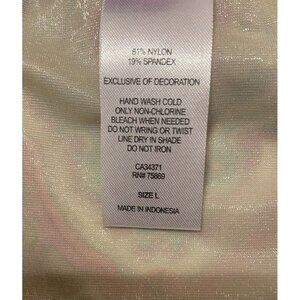 81% NYLON
19% SPANDEX
EXCLUSIVE OF DECORATION
HAND WASH COLD
ONLY NON-CHLORINE
BLEACH WHEN NEEDED
DO NOT WRING OR TWIST
LINE DRY IN SHADE
DO NOT IRON
CA34371
RN# 75869
SIZE L
MADE IN INDONESIA